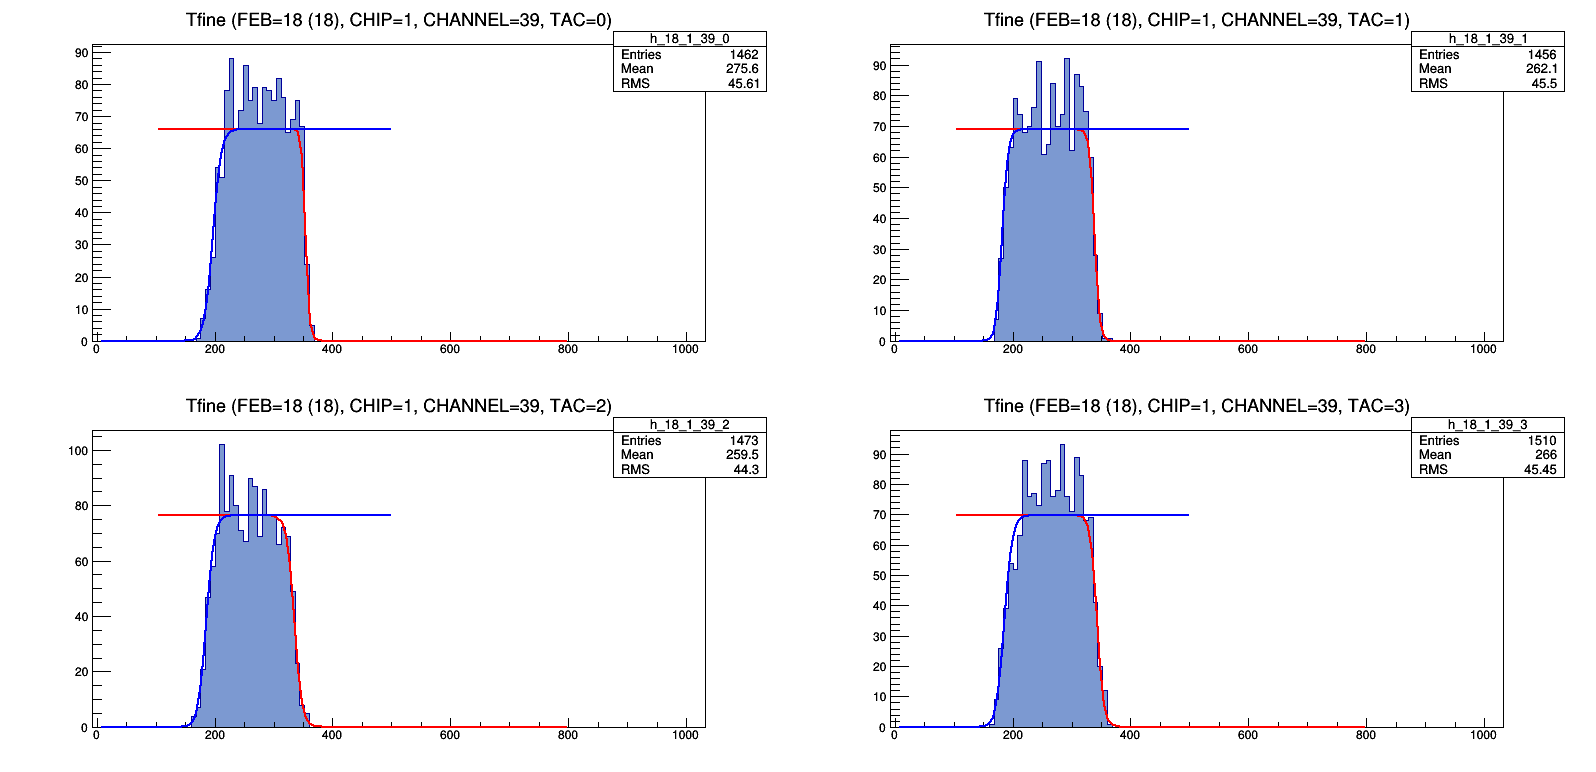 Tfine (FEB=18 (18), CHIP=1, CHANNEL=39, TAC=0)
h_18_1_39_0
Entries 1462
Mean 275.6
RMS 45.61
90
80
70
60
50
40
30
20
10
0
0 200 400 600 800 1000
Tfine (FEB=18 (18), CHIP=1, CHANNEL=39, TAC=1)
h_18_1_39_1
Entries 1456
Mean 262.1
RMS 45.5
90
80
70
60
50
40
30
20
10
0
0 200 400 600 800 1000
Tfine (FEB=18 (18), CHIP=1, CHANNEL=39, TAC=2)
h_18_1_39_2
Entries 1473
Mean 259.5
RMS 44.3
100
80
60
40
20
0
0 200 400 600 800 1000
Tfine (FEB=18 (18), CHIP=1, CHANNEL=39, TAC=3)
h_18_1_39_3
Entries 1510
Mean 266
RMS 45.45
90
80
70
60
50
40
30
20
10
0
0 200 400 600 800 1000